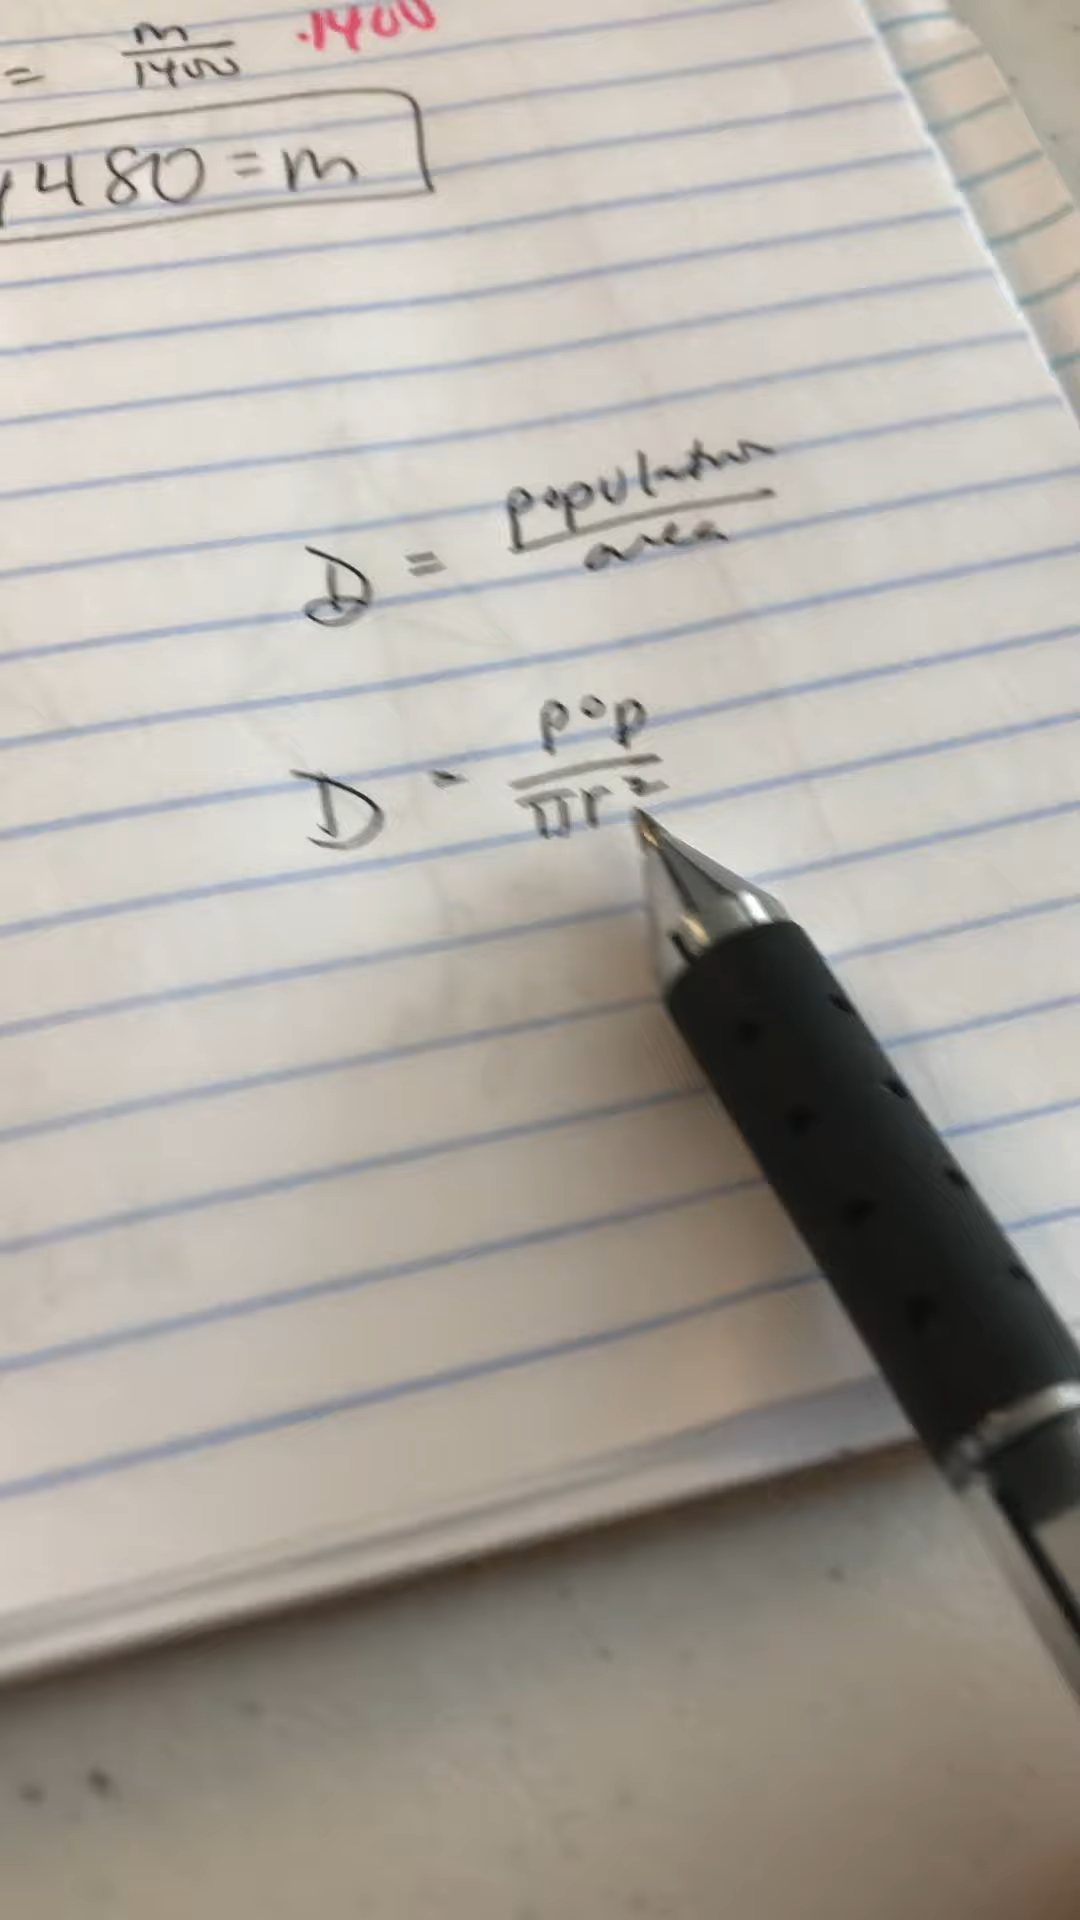 = m/1400 ·1400
480 = m
D = population/area
D = pop/πr²